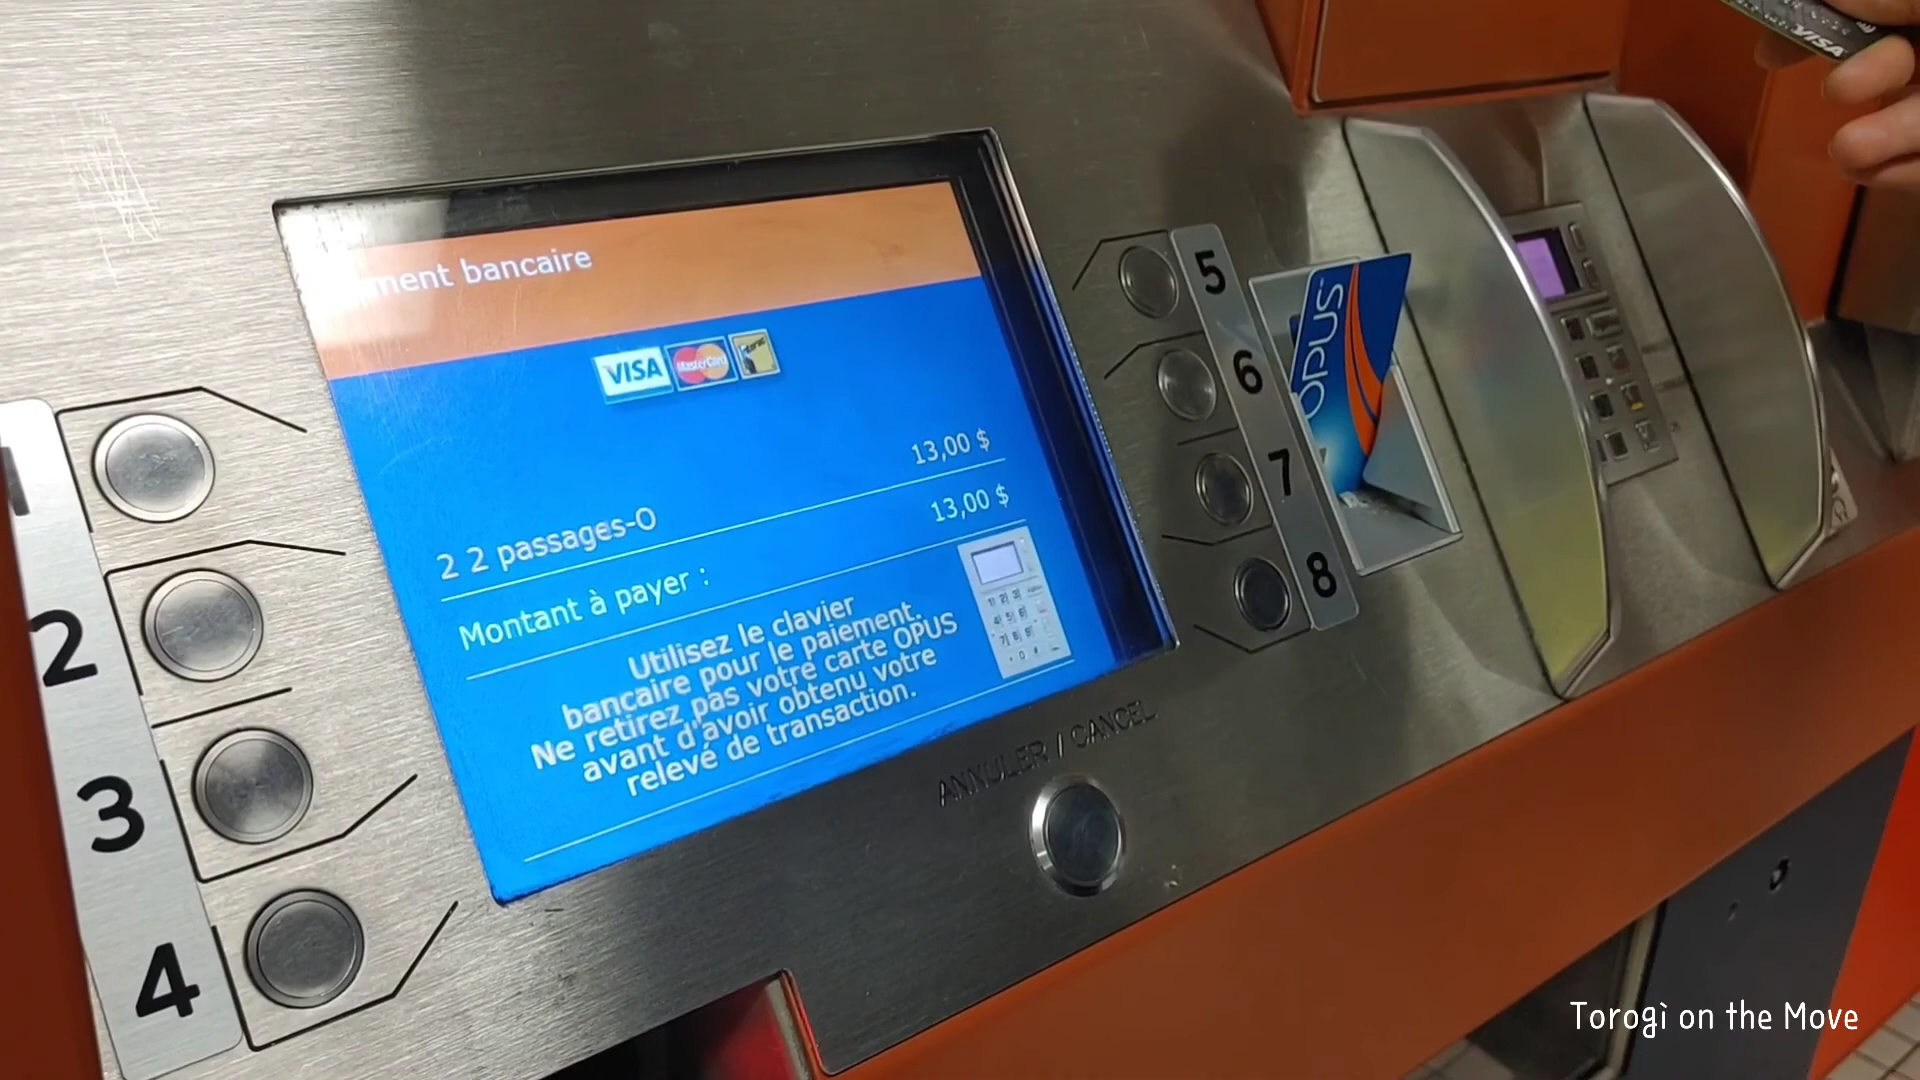 ment bancaire
VISA MasterCard
13,00 $
2 2 passages-O
13,00 $
Montant à payer :
Utilisez le clavier
bancaire pour le paiement.
Ne retirez pas votre carte OPUS
avant d'avoir obtenu votre
relevé de transaction.
ANNULER / CANCEL
1
2
3
4
5
6
7
8
OPUS
VISA
Torogì on the Move